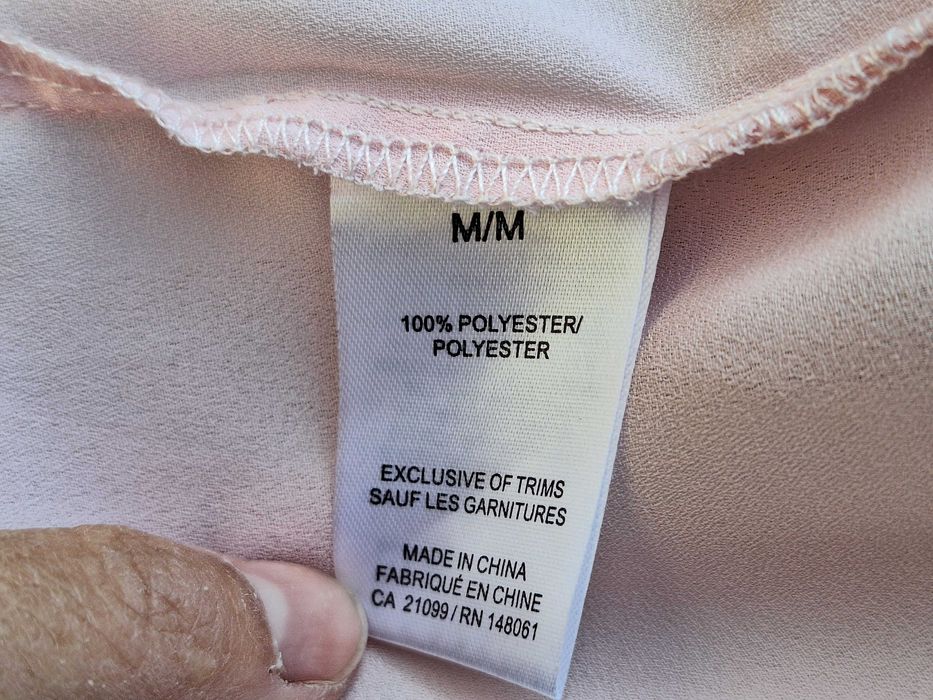 M/M
100% POLYESTER/
POLYESTER
EXCLUSIVE OF TRIMS
SAUF LES GARNITURES
MADE IN CHINA
FABRIQUÉ EN CHINE
CA 21099 / RN 148061